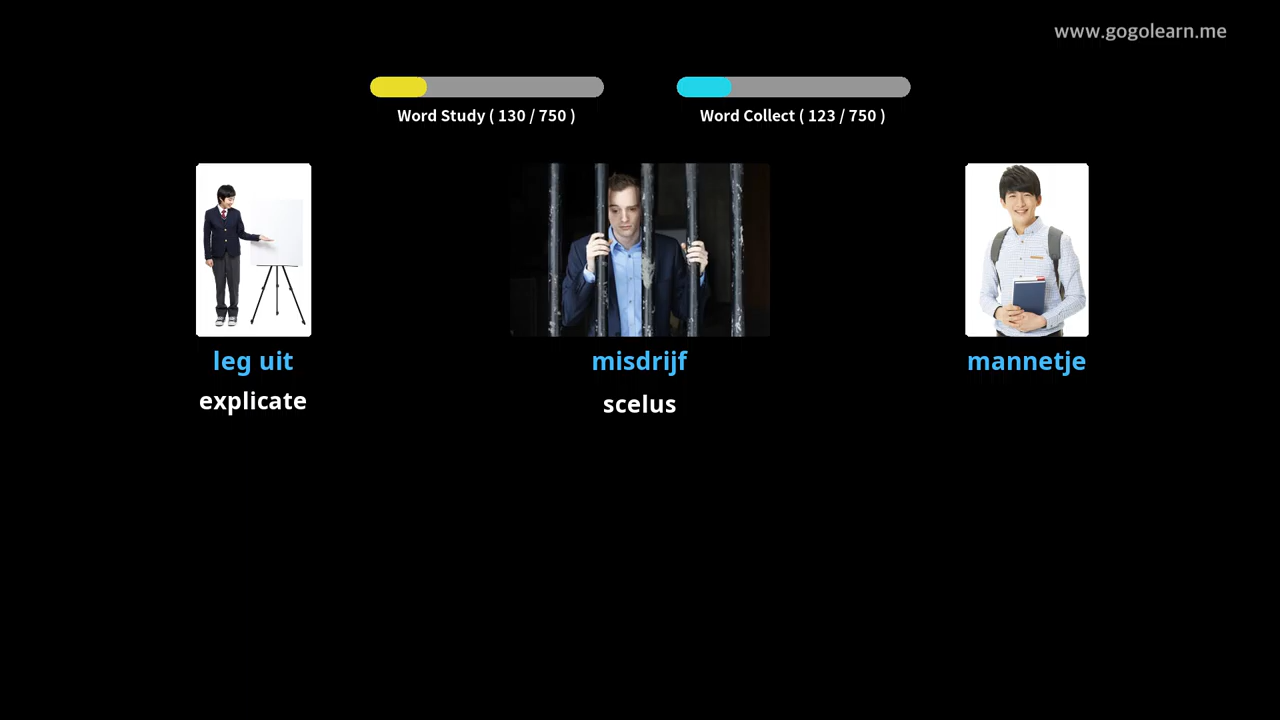 www.gogolearn.me
Word Study ( 130 / 750 )
Word Collect ( 123 / 750 )
leg uit
misdrijf
mannetje
explicate
scelus